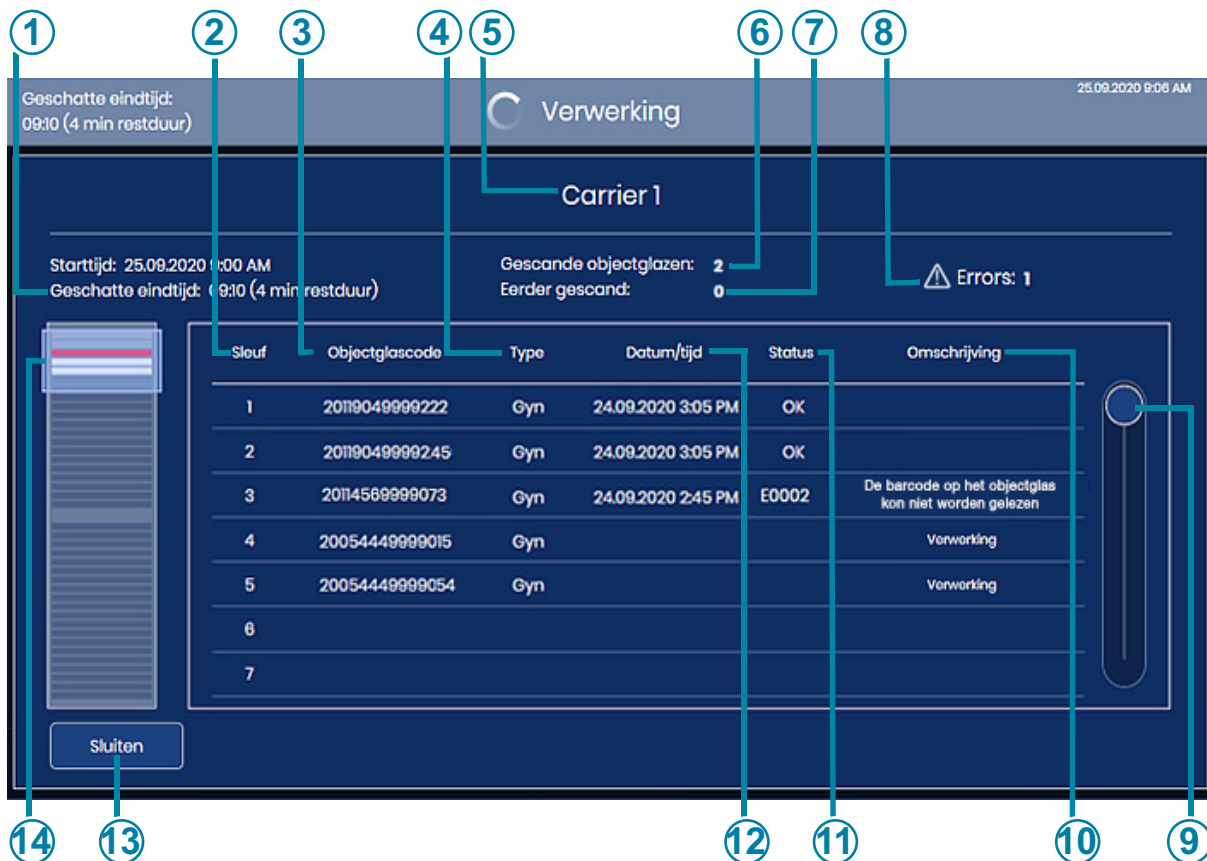 1 2 3 4 5 6 7 8
Geschatte eindtijd:
09:10 (4 min restduur)
Verwerking
25.09.2020 9:06 AM
Carrier 1
Starttijd: 25.09.2020 9:00 AM
Geschatte eindtijd: 09:10 (4 min restduur)
Gescande objectglazen: 2
Eerder gescand: 0
Errors: 1
Sleuf Objectglascode Type Datum/tijd Status Omschrijving
1 20119049999222 Gyn 24.09.2020 3:05 PM OK
2 20119049999245 Gyn 24.09.2020 3:05 PM OK
3 20114569999073 Gyn 24.09.2020 2:45 PM E0002 De barcode op het objectglas
kon niet worden gelezen
4 20054449999015 Gyn Verwerking
5 20054449999054 Gyn Verwerking
6
7
Sluiten
14 13 12 11 10 9